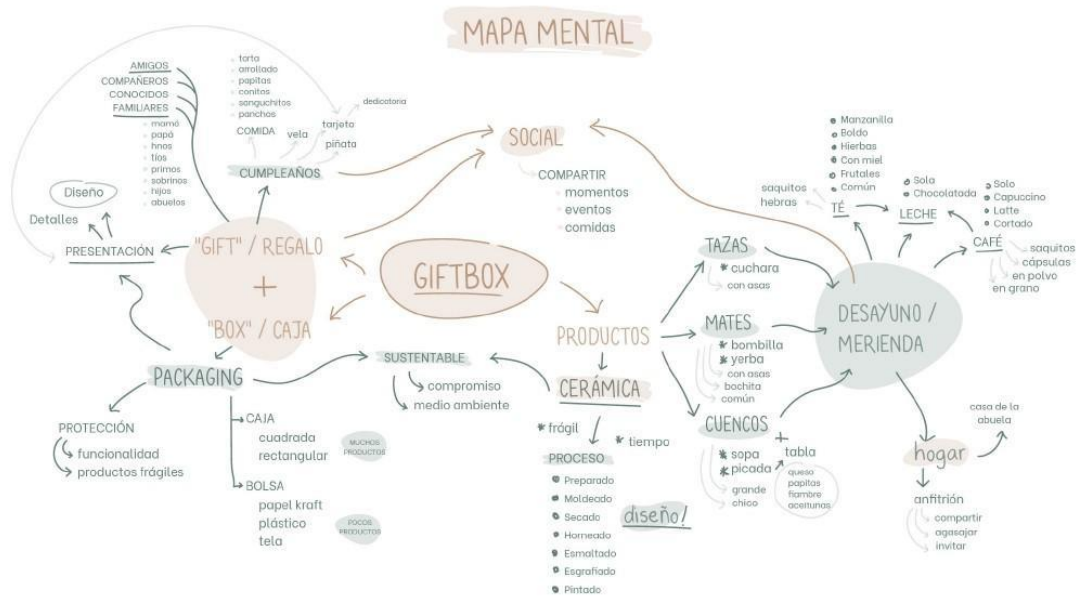 MAPA MENTAL
AMIGOS
COMPAÑEROS
CONOCIDOS
FAMILIARES
mamá
papá
hnos
tíos
primos
sobrinos
hijos
abuelos
torta
arrollado
papitas
conitos
sanguchitos
panchos
COMIDA
vela
tarjeta
dedicatoria
piñata
CUMPLEAÑOS
Diseño
Detalles
PRESENTACIÓN
"GIFT" / REGALO
+
"BOX" / CAJA
GIFTBOX
SOCIAL
COMPARTIR
momentos
eventos
comidas
PACKAGING
PROTECCIÓN
funcionalidad
productos frágiles
CAJA
cuadrada
rectangular
MUCHOS
PRODUCTOS
BOLSA
papel kraft
plástico
tela
POCOS
PRODUCTOS
SUSTENTABLE
compromiso
medio ambiente
PRODUCTOS
CERÁMICA
* frágil
* tiempo
PROCESO
Preparado
Moldeado
Secado
Horneado
Esmaltado
Esgrafiado
Pintado
diseño!
TAZAS
* cuchara
con asas
MATES
* bombilla
* yerba
con asas
bochita
común
CUENCOS
+
tabla
* sopa
* picada
grande
chico
queso
papitas
fiambre
aceitunas
DESAYUNO /
MERIENDA
Manzanilla
Boldo
Hierbas
Con miel
Frutales
Común
saquitos
hebras
TÉ
Sola
Chocolatada
LECHE
Solo
Capuccino
Latte
Cortado
CAFÉ
saquitos
cápsulas
en polvo
en grano
hogar
casa de la
abuela
anfitrión
compartir
agasajar
invitar